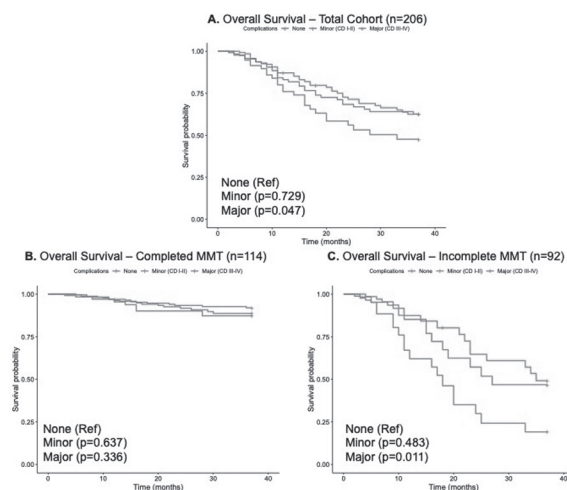 A. Overall Survival – Total Cohort (n=206)
Complications None Minor (CD I-II) Major (CD III-IV)
1.00
0.75
0.50
0.25
0.00
Survival probability
None (Ref)
Minor (p=0.729)
Major (p=0.047)
0 10 20 30 40
Time (months)
B. Overall Survival – Completed MMT (n=114)
Complications None Minor (CD I-II) Major (CD III-IV)
1.00
0.75
0.50
0.25
0.00
Survival probability
None (Ref)
Minor (p=0.637)
Major (p=0.336)
0 10 20 30 40
Time (months)
C. Overall Survival – Incomplete MMT (n=92)
Complications None Minor (CD I-II) Major (CD III-IV)
1.00
0.75
0.50
0.25
0.00
Survival probability
None (Ref)
Minor (p=0.483)
Major (p=0.011)
0 10 20 30 40
Time (months)